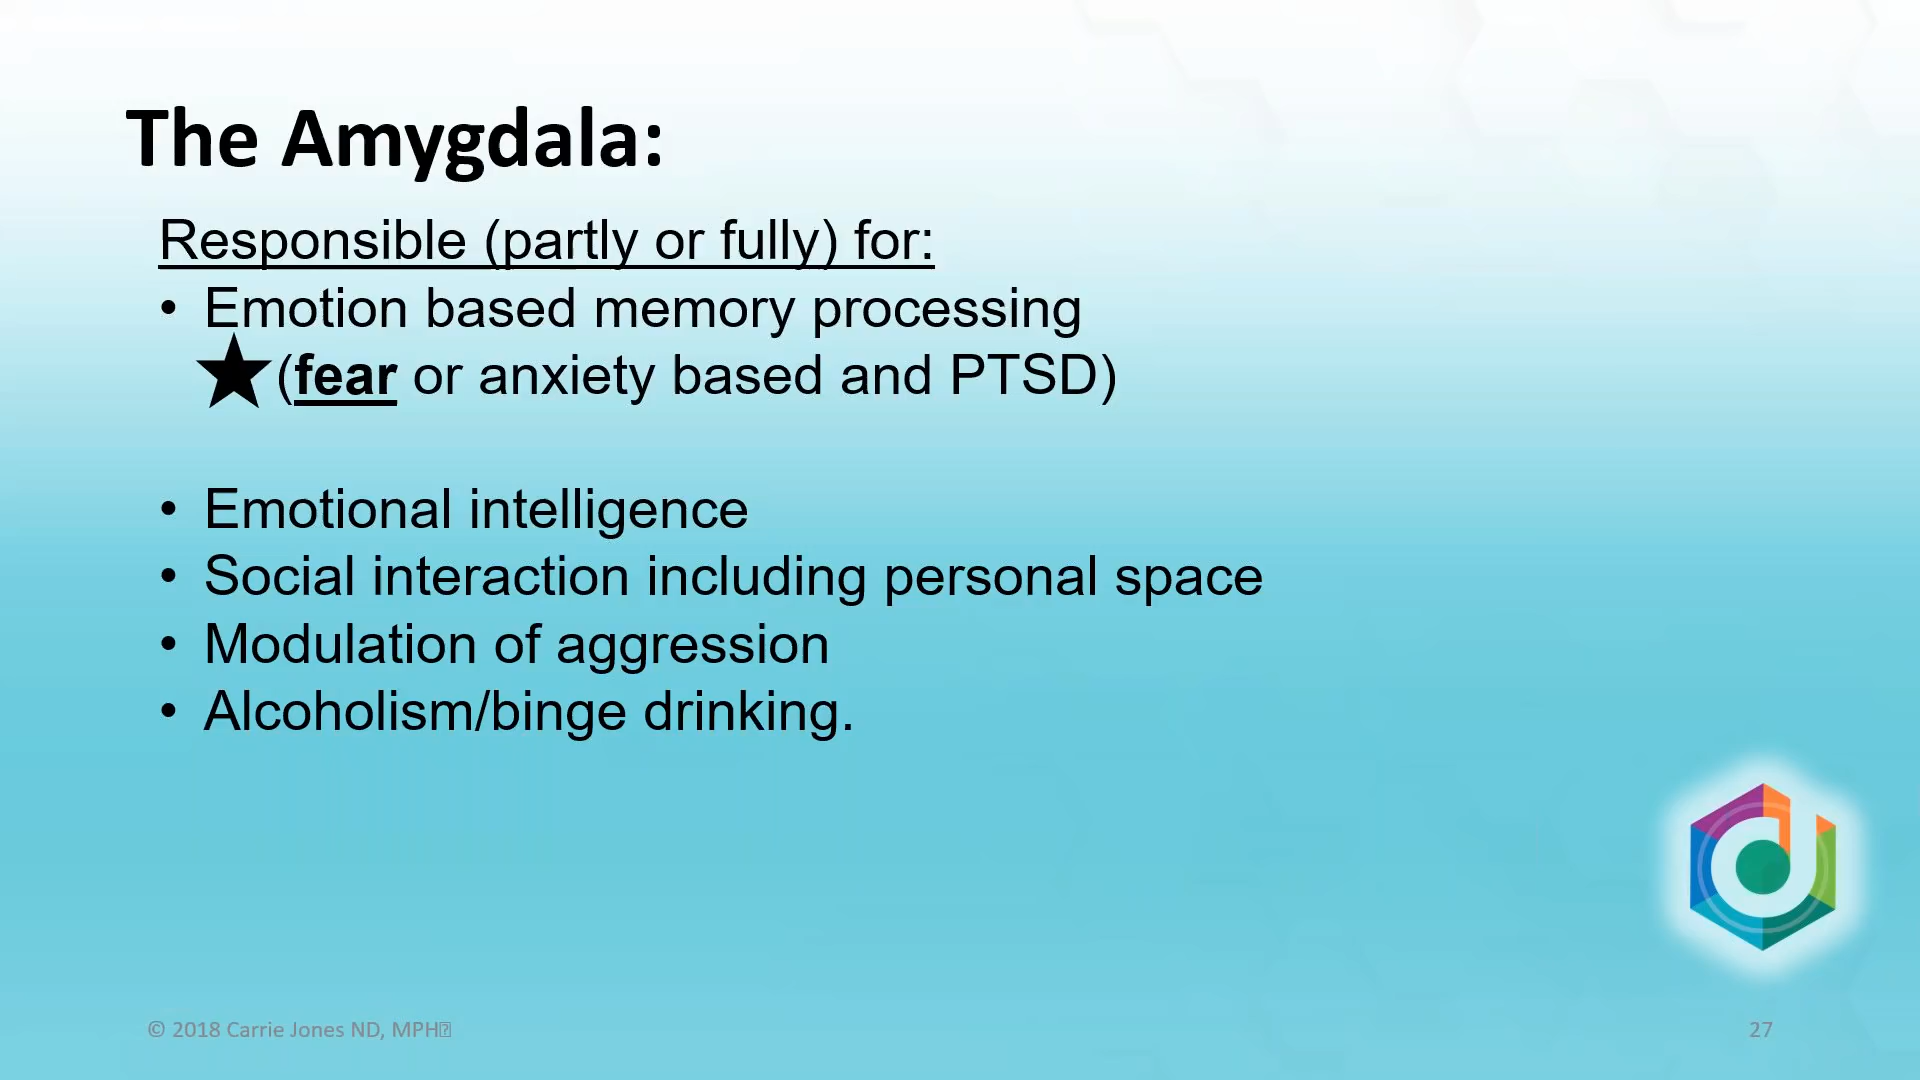 The Amygdala:
Responsible (partly or fully) for:
• Emotion based memory processing
★(fear or anxiety based and PTSD)
• Emotional intelligence
• Social interaction including personal space
• Modulation of aggression
• Alcoholism/binge drinking.
© 2018 Carrie Jones ND, MPH
27